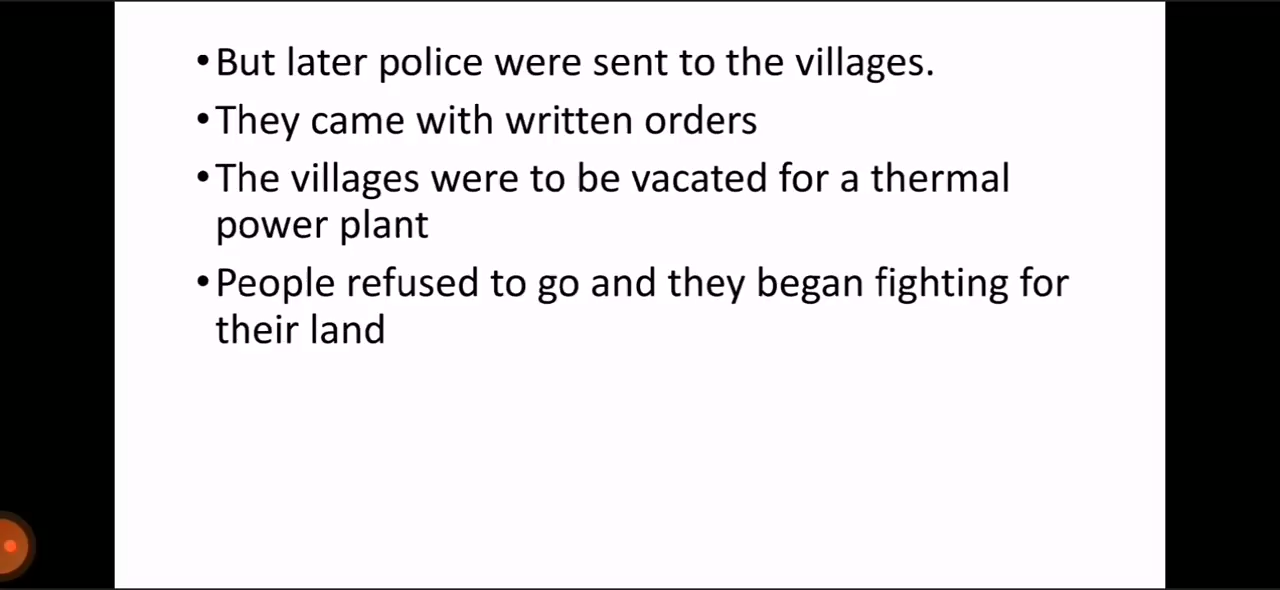 •But later police were sent to the villages.
•They came with written orders
•The villages were to be vacated for a thermal
power plant
•People refused to go and they began fighting for
their land